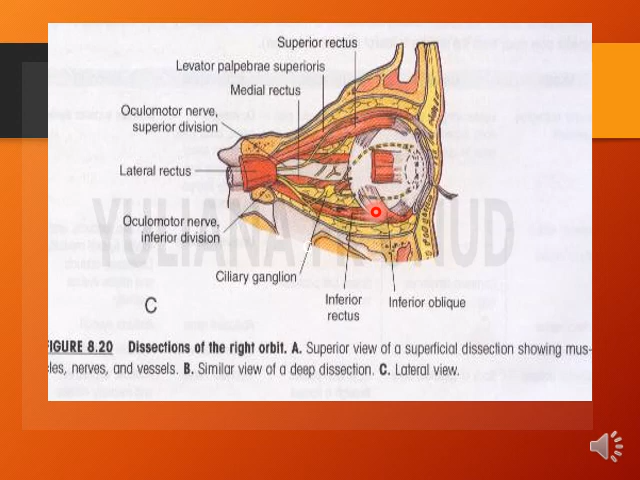 Superior rectus
Levator palpebrae superioris
Medial rectus
Oculomotor nerve,
superior division
Lateral rectus
Oculomotor nerve,
inferior division
Ciliary ganglion
Inferior
rectus
Inferior oblique
C
FIGURE 8.20 Dissections of the right orbit. A. Superior view of a superficial dissection showing mus-
cles, nerves, and vessels. B. Similar view of a deep dissection. C. Lateral view.
YULIANA
NUD